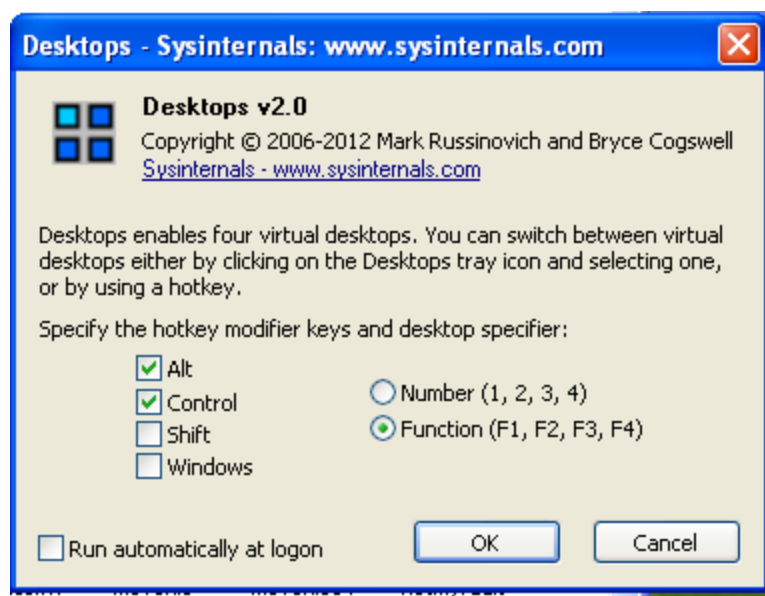 Desktops - Sysinternals: www.sysinternals.com
Desktops v2.0
Copyright © 2006-2012 Mark Russinovich and Bryce Cogswell
Sysinternals - www.sysinternals.com
Desktops enables four virtual desktops. You can switch between virtual
desktops either by clicking on the Desktops tray icon and selecting one,
or by using a hotkey.
Specify the hotkey modifier keys and desktop specifier:
Alt
Control
Shift
Windows
Number (1, 2, 3, 4)
Function (F1, F2, F3, F4)
Run automatically at logon
OK
Cancel